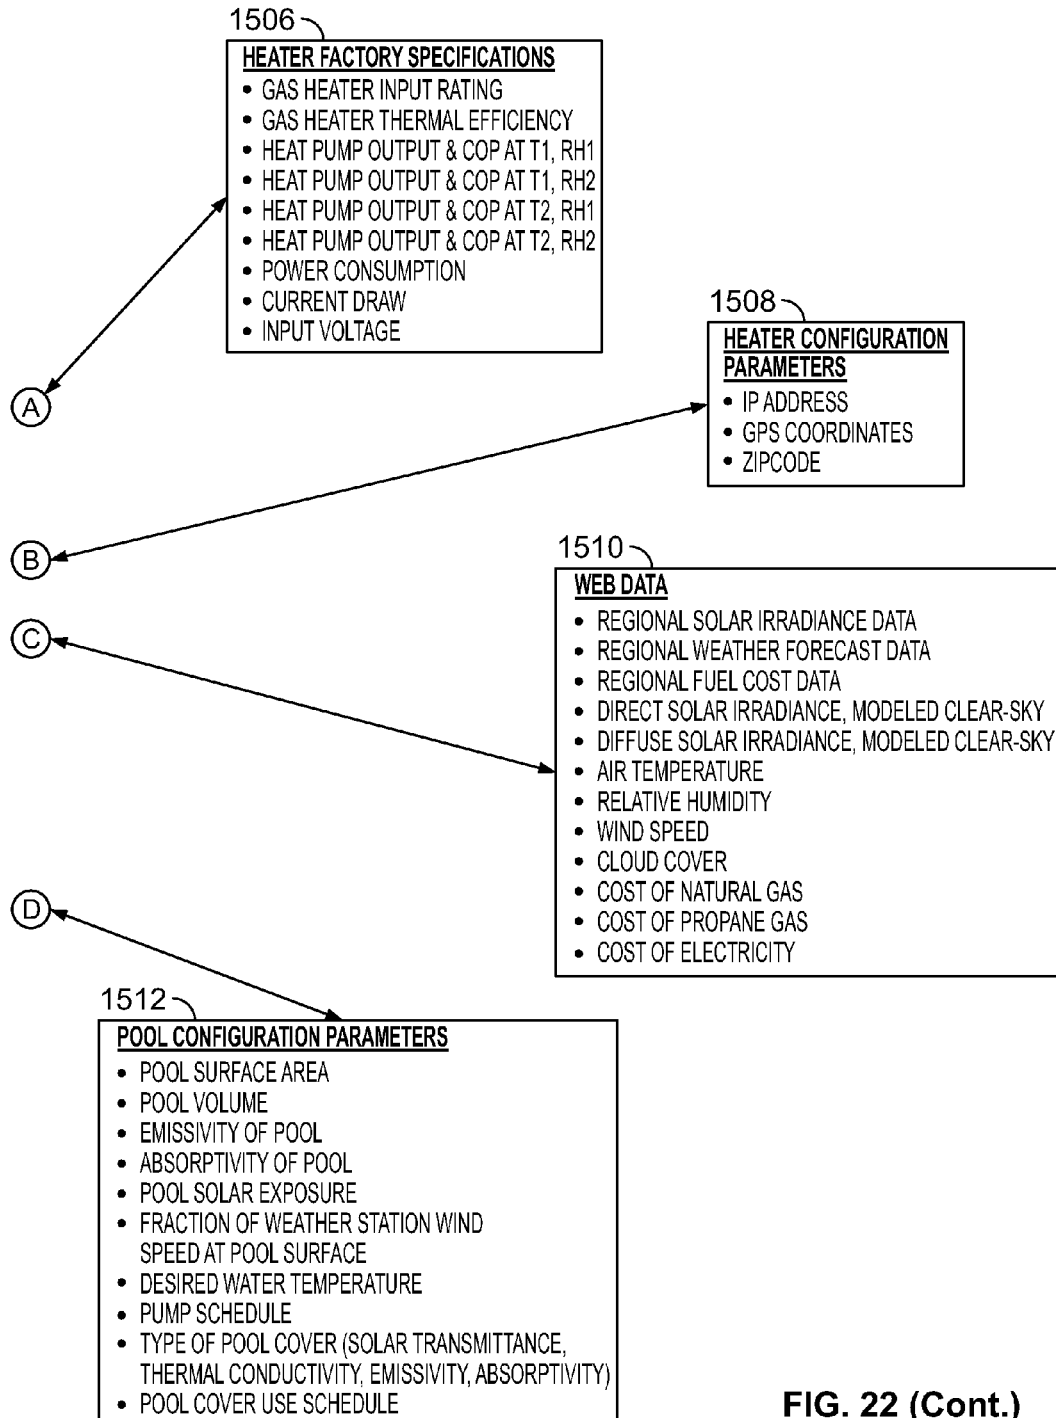 1506
HEATER FACTORY SPECIFICATIONS
• GAS HEATER INPUT RATING
• GAS HEATER THERMAL EFFICIENCY
• HEAT PUMP OUTPUT & COP AT T1, RH1
• HEAT PUMP OUTPUT & COP AT T1, RH2
• HEAT PUMP OUTPUT & COP AT T2, RH1
• HEAT PUMP OUTPUT & COP AT T2, RH2
• POWER CONSUMPTION
• CURRENT DRAW
• INPUT VOLTAGE
1508
HEATER CONFIGURATION
PARAMETERS
• IP ADDRESS
• GPS COORDINATES
• ZIPCODE
A
B
C
1510
WEB DATA
• REGIONAL SOLAR IRRADIANCE DATA
• REGIONAL WEATHER FORECAST DATA
• REGIONAL FUEL COST DATA
• DIRECT SOLAR IRRADIANCE, MODELED CLEAR-SKY
• DIFFUSE SOLAR IRRADIANCE, MODELED CLEAR-SKY
• AIR TEMPERATURE
• RELATIVE HUMIDITY
• WIND SPEED
• CLOUD COVER
• COST OF NATURAL GAS
• COST OF PROPANE GAS
• COST OF ELECTRICITY
D
1512
POOL CONFIGURATION PARAMETERS
• POOL SURFACE AREA
• POOL VOLUME
• EMISSIVITY OF POOL
• ABSORPTIVITY OF POOL
• POOL SOLAR EXPOSURE
• FRACTION OF WEATHER STATION WIND
SPEED AT POOL SURFACE
• DESIRED WATER TEMPERATURE
• PUMP SCHEDULE
• TYPE OF POOL COVER (SOLAR TRANSMITTANCE,
THERMAL CONDUCTIVITY, EMISSIVITY, ABSORPTIVITY)
• POOL COVER USE SCHEDULE
FIG. 22 (Cont.)